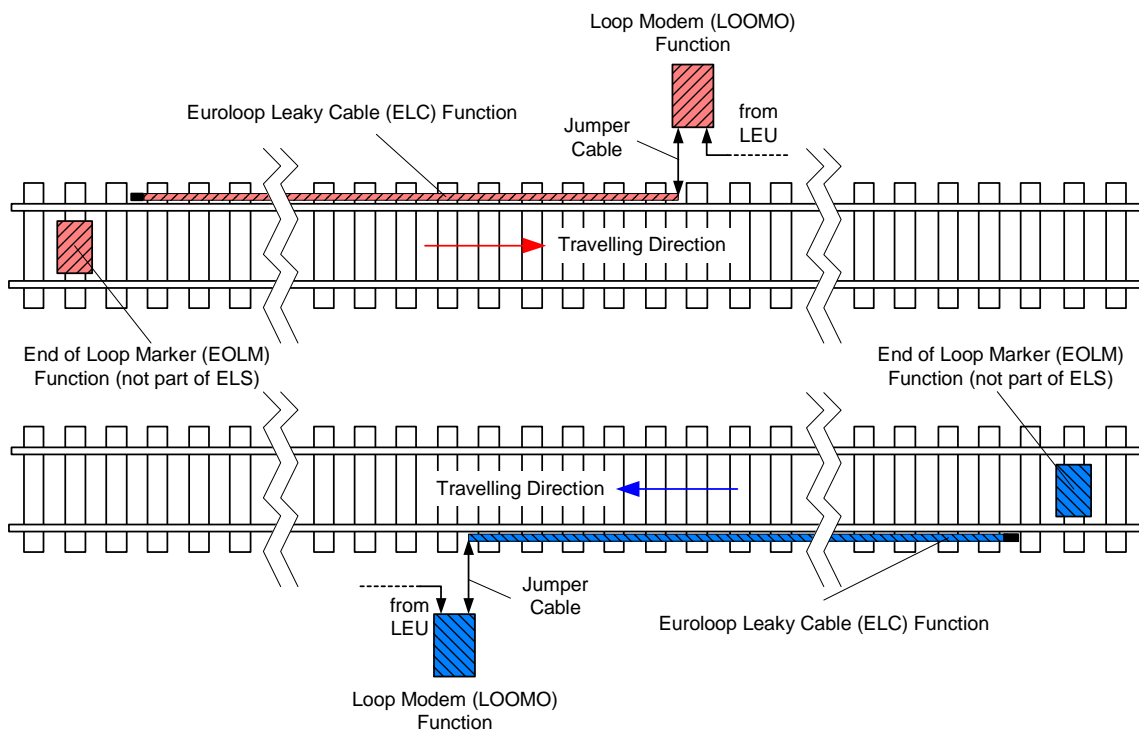 Loop Modem (LOOMO)
Function
Euroloop Leaky Cable (ELC) Function
from
LEU
Jumper
Cable
Travelling Direction
End of Loop Marker (EOLM)
Function (not part of ELS)
End of Loop Marker (EOLM)
Function (not part of ELS)
Travelling Direction
Jumper
Cable
from
LEU
Euroloop Leaky Cable (ELC) Function
Loop Modem (LOOMO)
Function